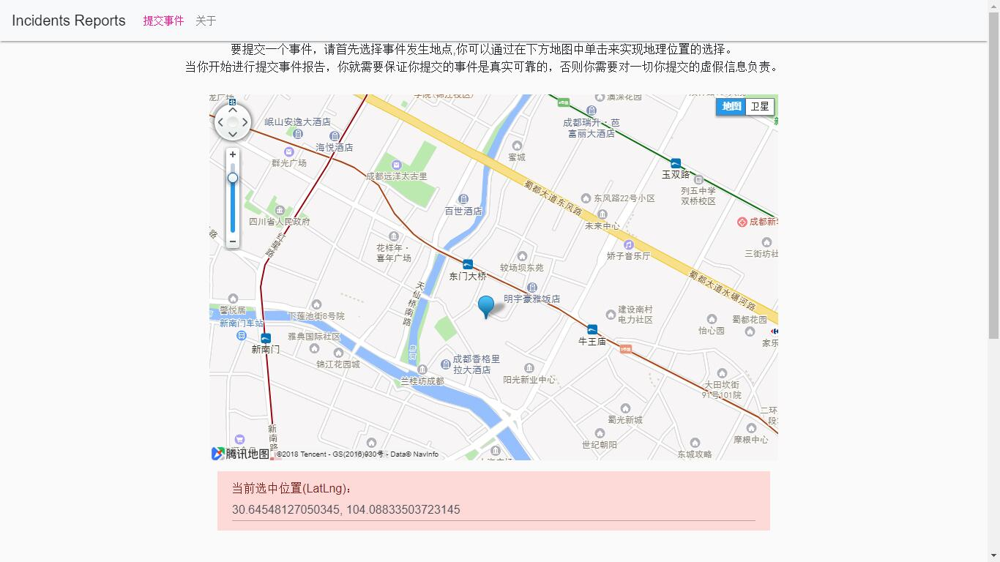 Incidents Reports 提交事件 关于
要提交一个事件，请首先选择事件发生地点,你可以通过在下方地图中单击来实现地理位置的选择。
当你开始进行提交事件报告，你就需要保证你提交的事件是真实可靠的，否则你需要对一切你提交的虚假信息负责。
北
地图 卫星
+
−
澳深花园
岷山安逸大酒店
海悦酒店
群光广场
成都瑞升·芭
富丽大酒店
蜜城
成都远洋太古里
玉双路
列五中学
双桥校区
蜀都大道东风路
东风路22号小区
百世酒店
未来中心
四川省人民政府
红星路
成都新
花样年·
喜年广场
娇子音乐厅
三街坊社
较场坝东苑
东门大桥
明宇豪雅饭店
蜀都大道水碾河路
天仙桥南路
警悦居
下莲池街8号院
建设南村
电力社区
怡心园
蜀都花园
新南门车站
雅典国际社区
牛王庙
家乐
新南门
锦江花园城
成都香格里
拉大酒店
兰桂坊成都
阳光新业中心
大田坎街
91号101院
蜀光新城
二环
段
新南路
世纪朝阳
摩根中心
东城攻略
腾讯地图 ©2018 Tencent - GS(2016)930号 - Data© NavInfo
当前选中位置(LatLng)：
30.64548127050345, 104.08833503723145